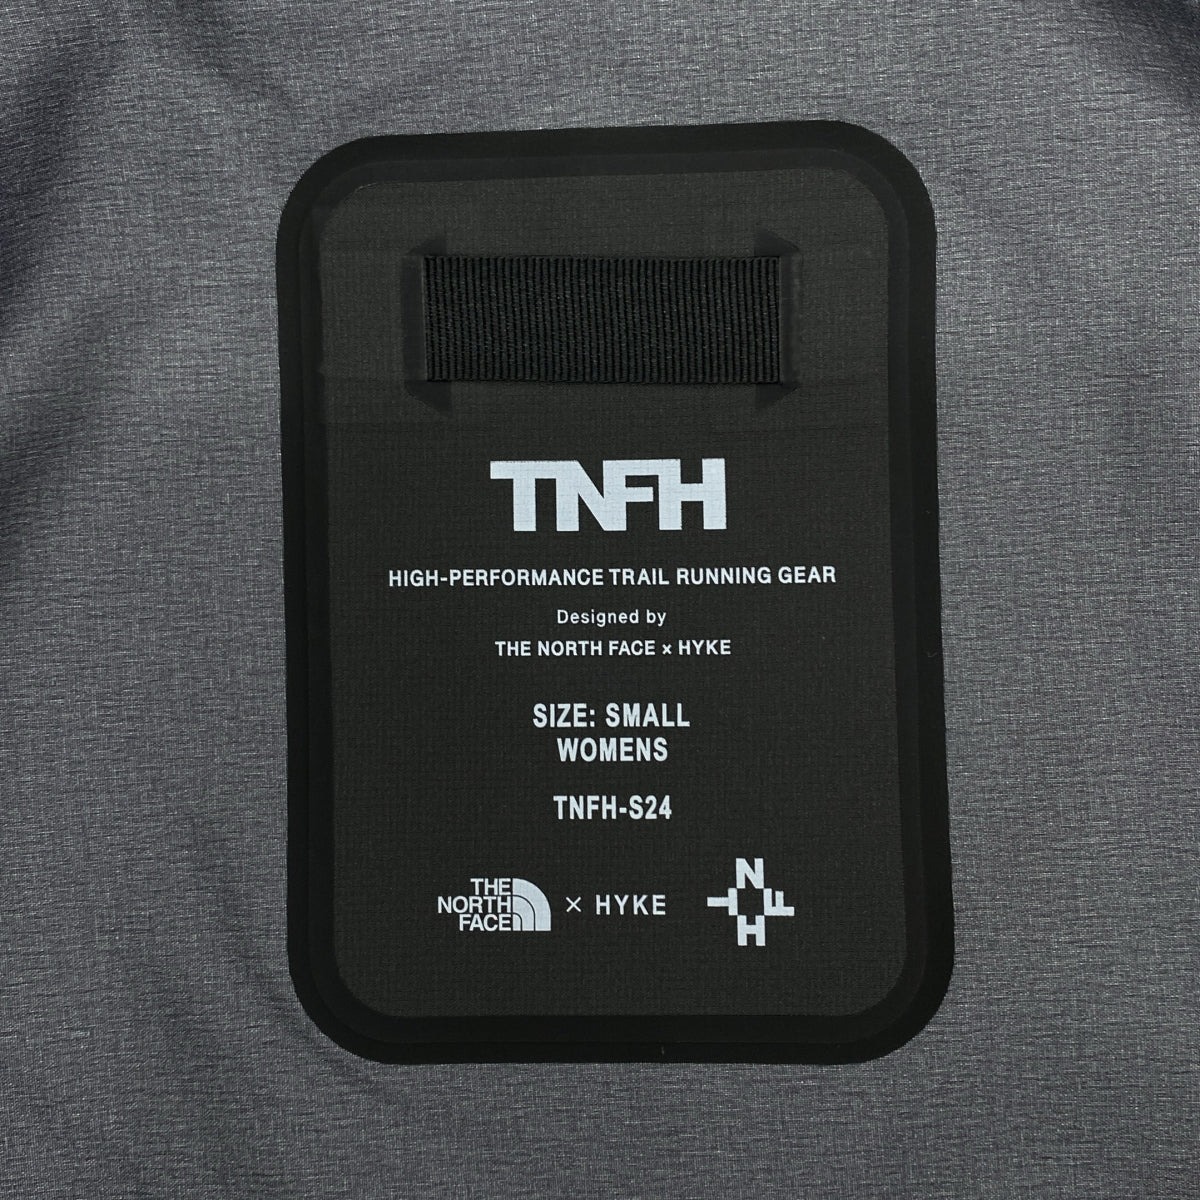 TNFH
HIGH-PERFORMANCE TRAIL RUNNING GEAR
Designed by
THE NORTH FACE × HYKE
SIZE: SMALL
WOMENS
TNFH-S24
THE
NORTH
FACE
× HYKE
N
T F
H